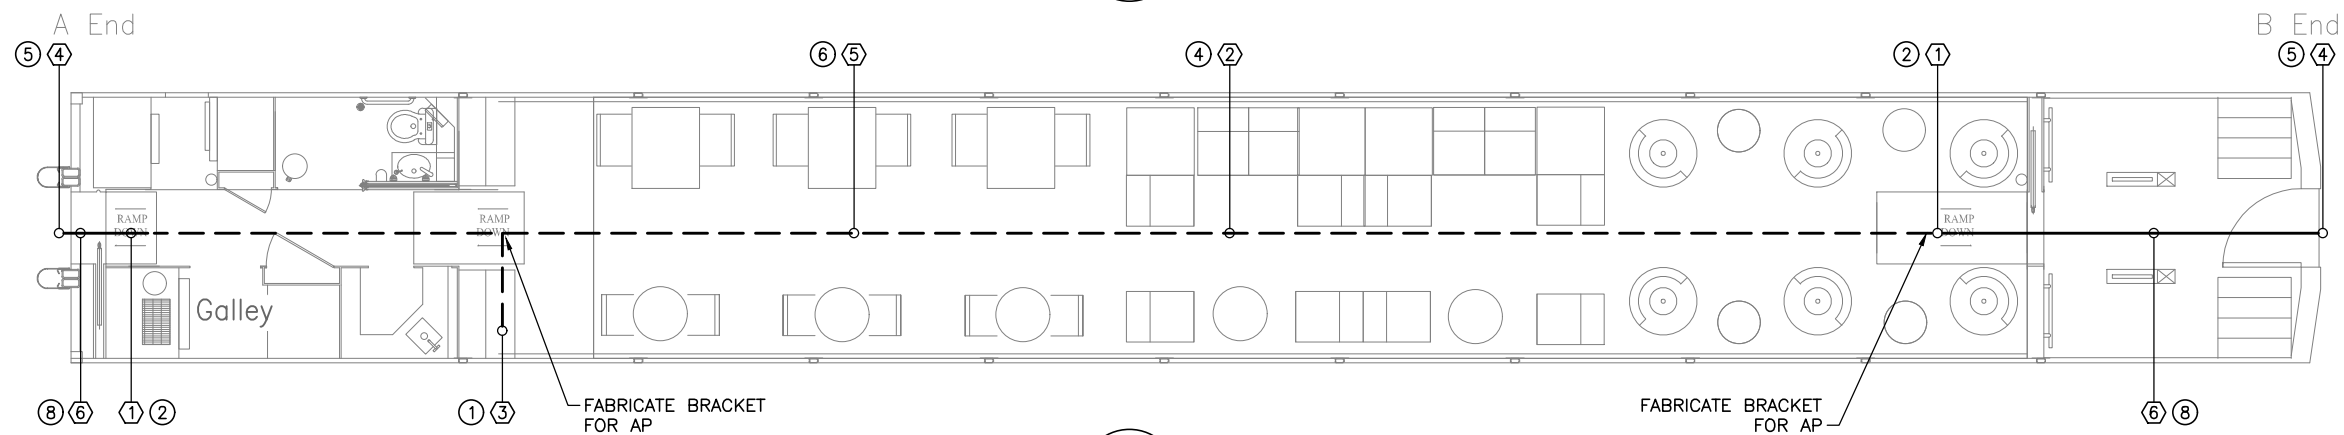 A End
B End
5 4
6 5
4 2
2 1
5 4
RAMP
DOWN
RAMP
DOWN
RAMP
DOWN
Galley
8 6
1 2
1 3
FABRICATE BRACKET
FOR AP
FABRICATE BRACKET
FOR AP
6 8